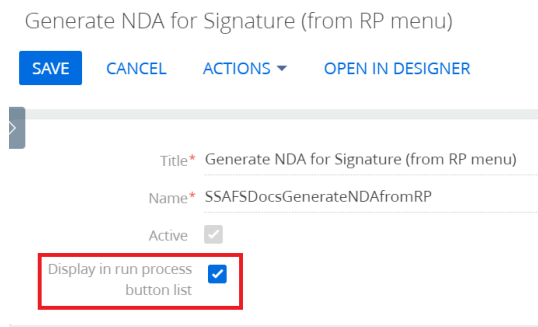 Generate NDA for Signature (from RP menu)
SAVE CANCEL ACTIONS OPEN IN DESIGNER
Title* Generate NDA for Signature (from RP menu)
Name* SSAFSDocsGenerateNDAfromRP
Active
Display in run process
button list